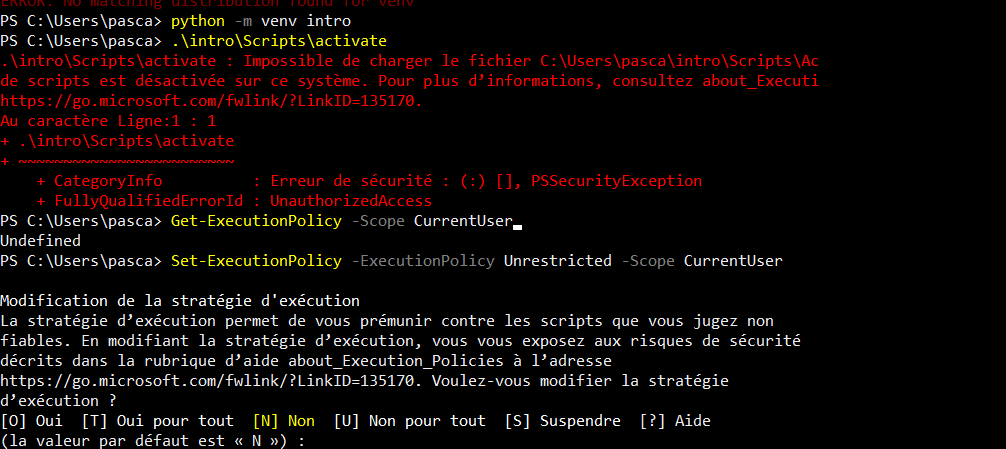 ERROR: No matching distribution found for venv
PS C:\Users\pasca> python -m venv intro
PS C:\Users\pasca> .\intro\Scripts\activate
.\intro\Scripts\activate : Impossible de charger le fichier C:\Users\pasca\intro\Scripts\Ac
de scripts est désactivée sur ce système. Pour plus d’informations, consultez about_Executi
https://go.microsoft.com/fwlink/?LinkID=135170.
Au caractère Ligne:1 : 1
+ .\intro\Scripts\activate
+ ~~~~~~~~~~~~~~~~~~~~~~~~
    + CategoryInfo          : Erreur de sécurité : (:) [], PSSecurityException
    + FullyQualifiedErrorId : UnauthorizedAccess
PS C:\Users\pasca> Get-ExecutionPolicy -Scope CurrentUser
Undefined
PS C:\Users\pasca> Set-ExecutionPolicy -ExecutionPolicy Unrestricted -Scope CurrentUser
Modification de la stratégie d'exécution
La stratégie d’exécution permet de vous prémunir contre les scripts que vous jugez non
fiables. En modifiant la stratégie d’exécution, vous vous exposez aux risques de sécurité
décrits dans la rubrique d’aide about_Execution_Policies à l’adresse
https://go.microsoft.com/fwlink/?LinkID=135170. Voulez-vous modifier la stratégie
d’exécution ?
[O] Oui  [T] Oui pour tout  [N] Non  [U] Non pour tout  [S] Suspendre  [?] Aide
(la valeur par défaut est « N ») :